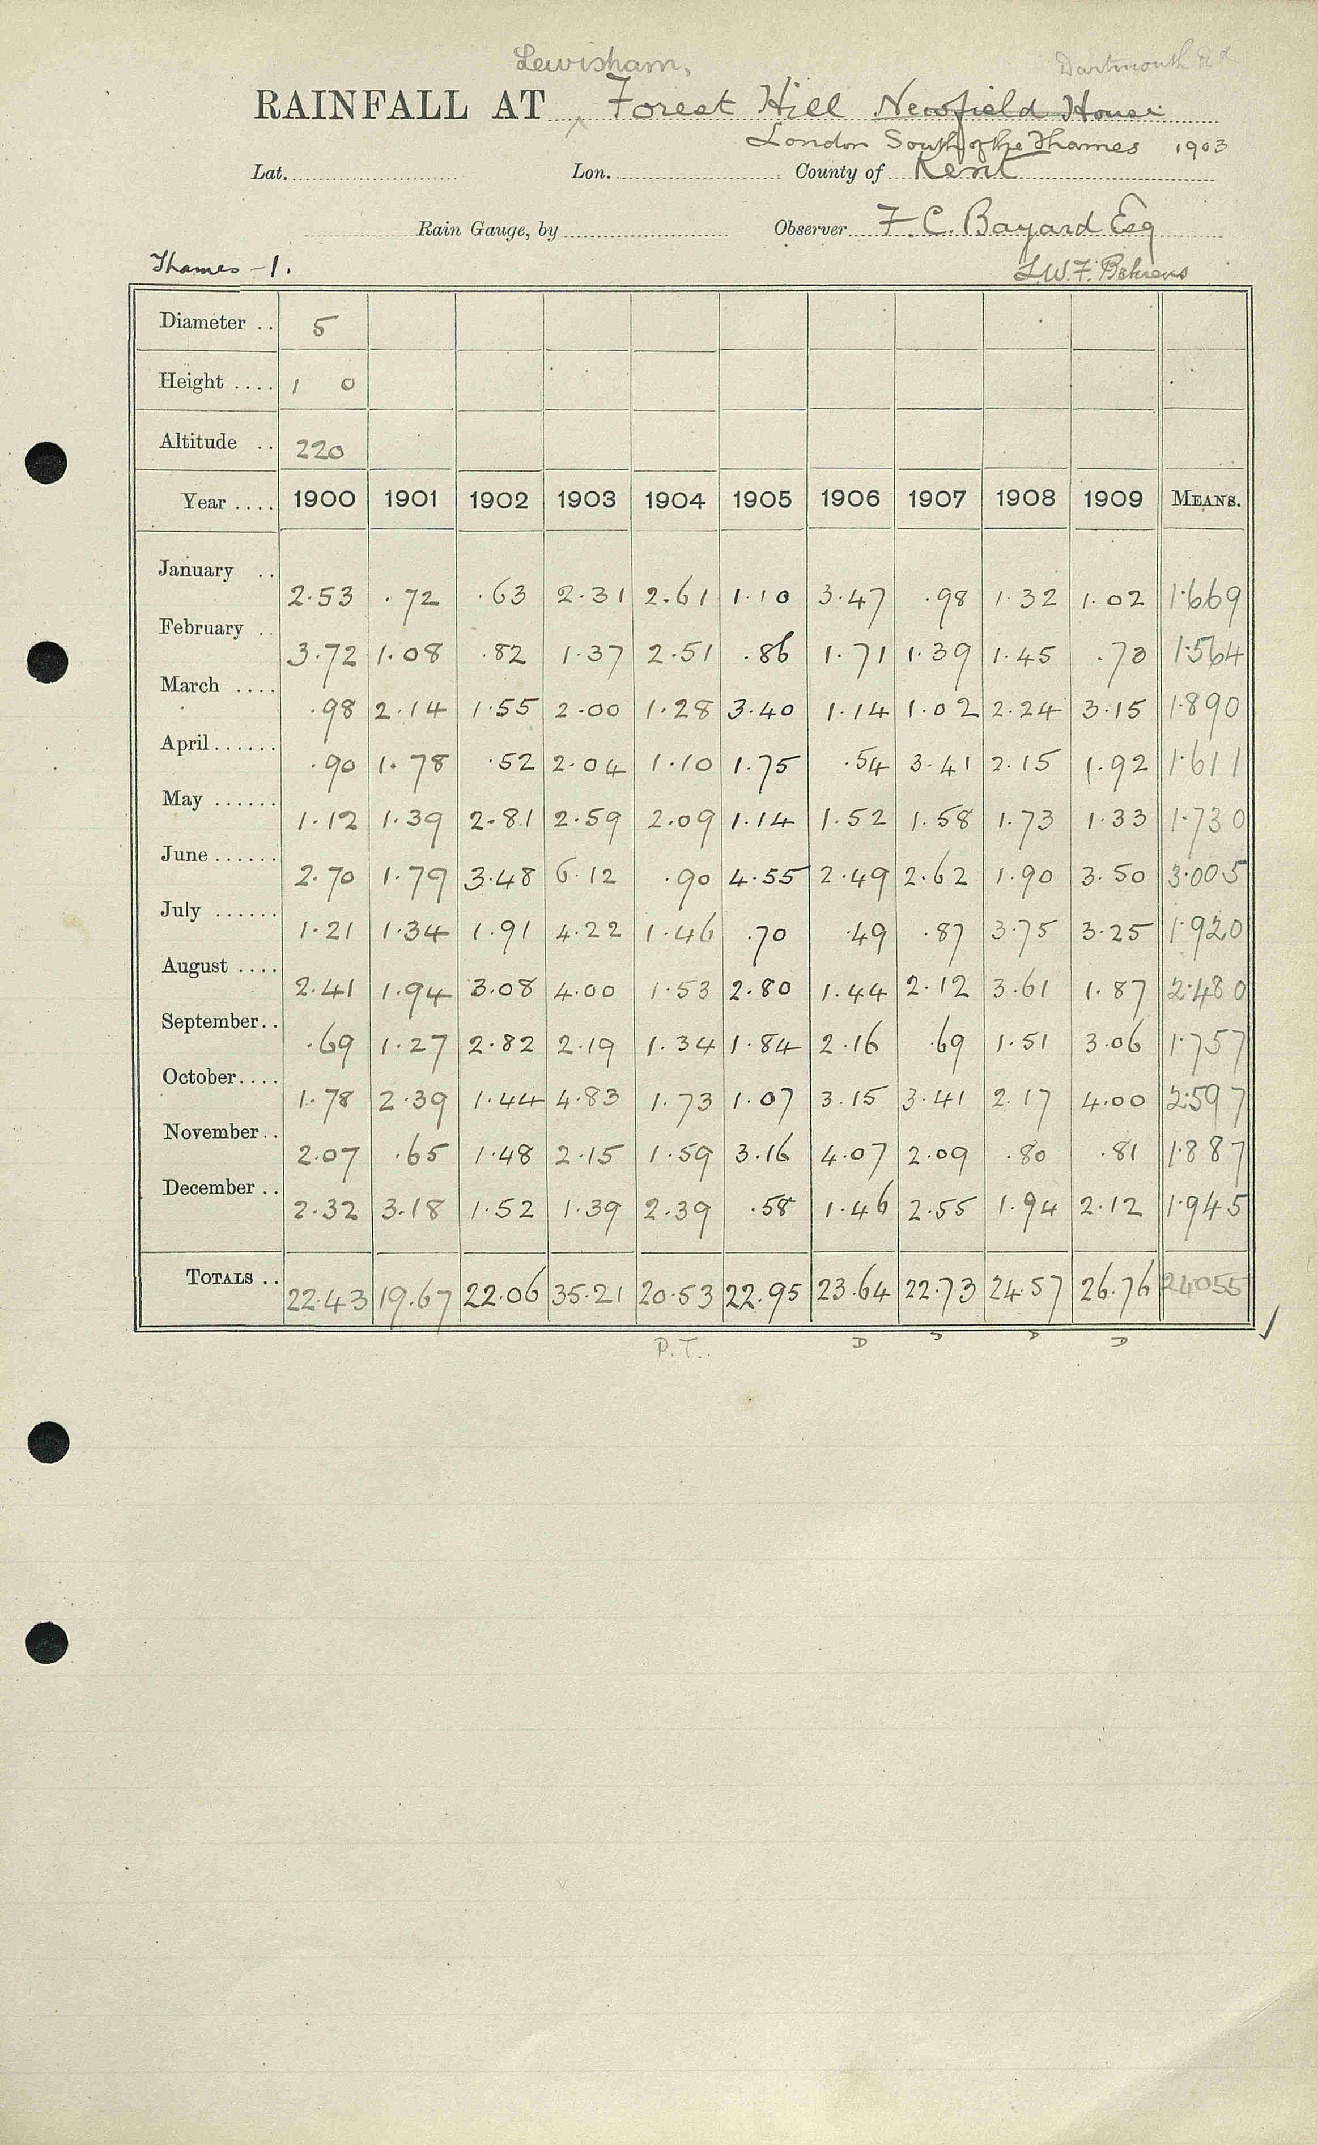 Lewisham,
Dartmouth Rd
RAINFALL AT Forest Hill Newfield House
London South of the Thames 1903
Lat. Lon. County of Kent
Rain Gauge, by Observer F. C. Bayard Esq
Thames - 1. L.W.F. Behrens
Diameter .. 5
Height .... 1 0
Altitude .. 220
Year .... 1900 1901 1902 1903 1904 1905 1906 1907 1908 1909 MEANS.
January .. 2.53 .72 .63 2.31 2.61 1.10 3.47 .98 1.32 1.02 1.669
February .. 3.72 1.08 .82 1.37 2.51 .86 1.71 1.39 1.45 .73 1.564
March .... .98 2.14 1.55 2.00 1.28 3.40 1.14 1.02 2.24 3.15 1.890
April ...... .90 1.78 .52 2.04 1.10 1.75 .54 3.41 2.15 1.92 1.611
May ...... 1.12 1.39 2.81 2.59 2.09 1.14 1.52 1.58 1.73 1.33 1.730
June ...... 2.70 1.79 3.48 6.12 .90 4.55 2.49 2.62 1.90 3.50 3.005
July ...... 1.21 1.34 1.91 4.22 1.46 .70 .49 .87 3.75 3.25 1.920
August .... 2.41 1.94 3.08 4.00 1.53 2.80 1.44 2.12 3.61 1.87 2.480
September .. .69 1.27 2.82 2.19 1.34 1.84 2.16 .69 1.51 3.06 1.757
October .... 1.78 2.39 1.44 4.83 1.73 1.07 3.15 3.41 2.17 4.00 2.597
November .. 2.07 .65 1.48 2.15 1.59 3.16 4.07 2.09 .80 .81 1.887
December .. 2.32 3.18 1.52 1.39 2.39 .58 1.46 2.55 1.94 2.12 1.945
TOTALS .. 22.43 19.67 22.06 35.21 20.53 22.95 23.64 22.73 24.57 26.76 24055
P.T. D D D D